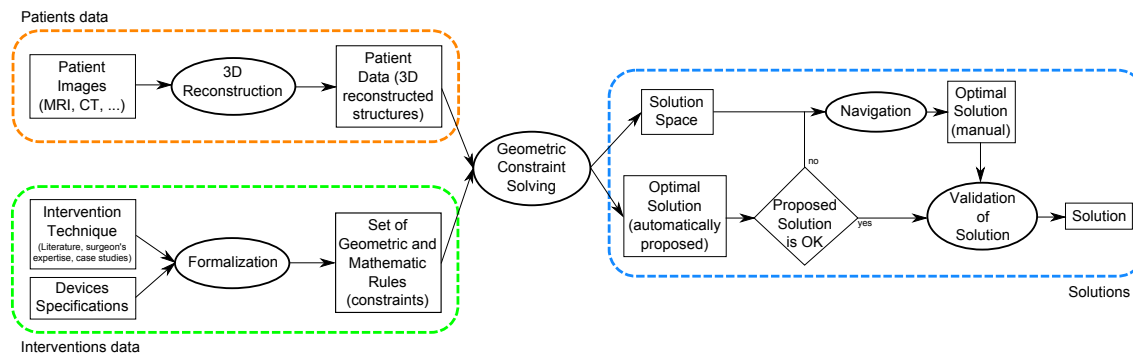 Patients data
Patient
Images
(MRI, CT, ...)
3D
Reconstruction
Patient
Data (3D
reconstructed
structures)
Intervention
Technique
(Literature, surgeon's
expertise, case studies)
Devices
Specifications
Formalization
Set of
Geometric and
Mathematic
Rules
(constraints)
Interventions data
Geometric
Constraint
Solving
Solution
Space
Navigation
Optimal
Solution
(manual)
no
Optimal
Solution
(automatically
proposed)
Proposed
Solution
is OK
yes
Validation
of
Solution
Solution
Solutions